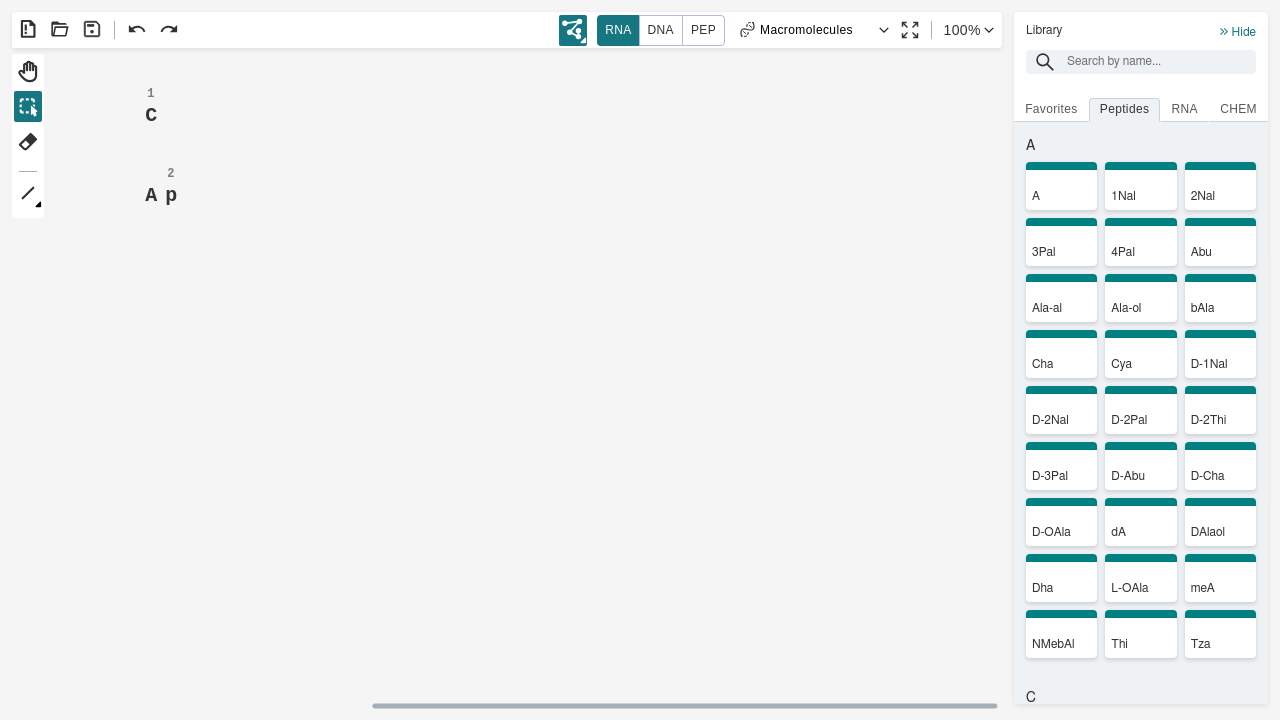 RNA DNA PEP Macromolecules 100%
1
C
2
A p
Library
Hide
Search by name...
Favorites Peptides RNA CHEM
A
A 1Nal 2Nal
3Pal 4Pal Abu
Ala-al Ala-ol bAla
Cha Cya D-1Nal
D-2Nal D-2Pal D-2Thi
D-3Pal D-Abu D-Cha
D-OAla dA DAlaol
Dha L-OAla meA
NMebAl Thi Tza
C